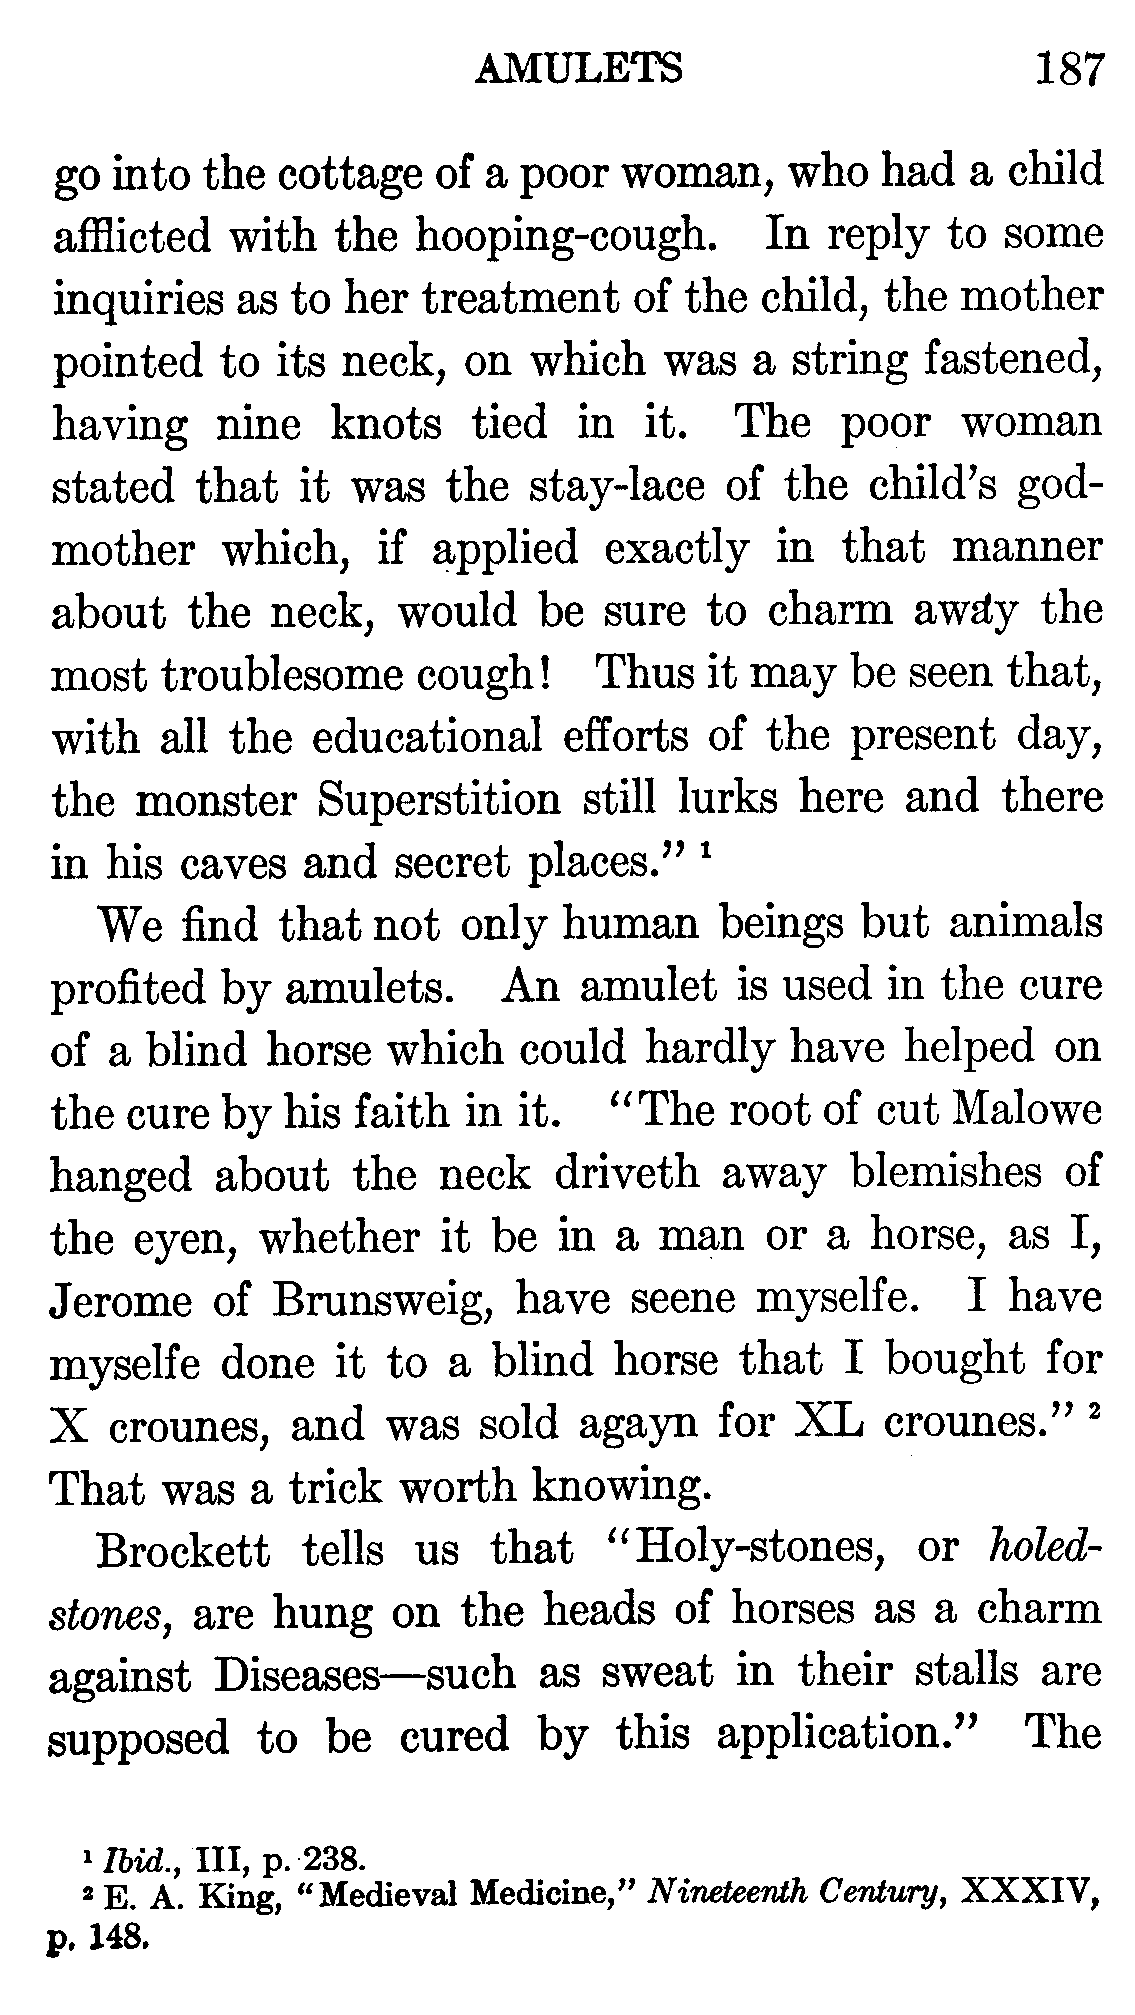 AMULETS 187
go into the cottage of a poor woman, who had a child
afflicted with the hooping-cough. In reply to some
inquiries as to her treatment of the child, the mother
pointed to its neck, on which was a string fastened,
having nine knots tied in it. The poor woman
stated that it was the stay-lace of the child's god-
mother which, if applied exactly in that manner
about the neck, would be sure to charm away the
most troublesome cough! Thus it may be seen that,
with all the educational efforts of the present day,
the monster Superstition still lurks here and there
in his caves and secret places." ¹
We find that not only human beings but animals
profited by amulets. An amulet is used in the cure
of a blind horse which could hardly have helped on
the cure by his faith in it. "The root of cut Malowe
hanged about the neck driveth away blemishes of
the eyen, whether it be in a man or a horse, as I,
Jerome of Brunsweig, have seene myselfe. I have
myselfe done it to a blind horse that I bought for
X crounes, and was sold agayn for XL crounes." ²
That was a trick worth knowing.
Brockett tells us that "Holy-stones, or holed-
stones, are hung on the heads of horses as a charm
against Diseases—such as sweat in their stalls are
supposed to be cured by this application." The
¹ Ibid., III, p. 238.
² E. A. King, "Medieval Medicine," Nineteenth Century, XXXIV,
p. 148.